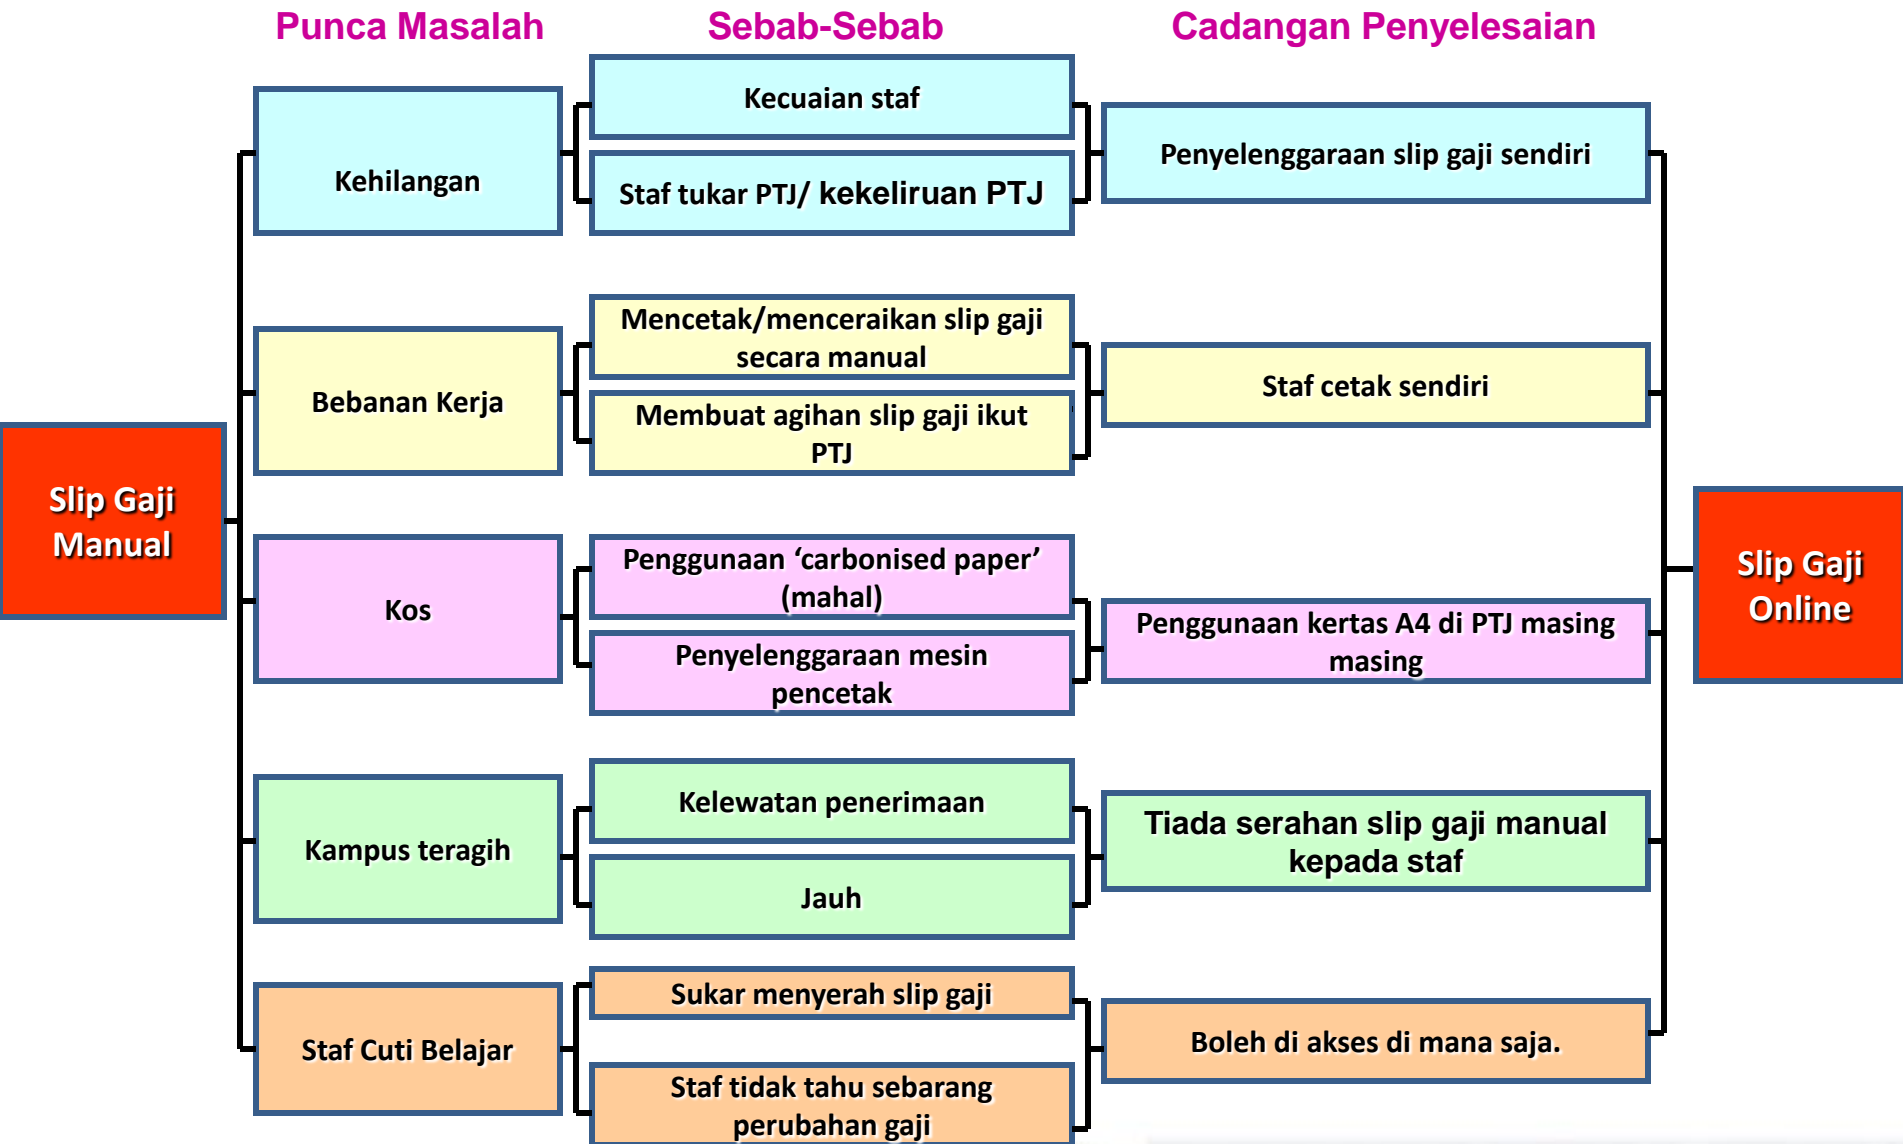 Punca Masalah
Sebab-Sebab
Cadangan Penyelesaian
Slip Gaji
Manual
Kehilangan
Kecuaian staf
Staf tukar PTJ/ kekeliruan PTJ
Penyelenggaraan slip gaji sendiri
Bebanan Kerja
Mencetak/menceraikan slip gaji
secara manual
Membuat agihan slip gaji ikut
PTJ
Staf cetak sendiri
Kos
Penggunaan ‘carbonised paper’
(mahal)
Penyelenggaraan mesin
pencetak
Penggunaan kertas A4 di PTJ masing
masing
Kampus teragih
Kelewatan penerimaan
Jauh
Tiada serahan slip gaji manual
kepada staf
Staf Cuti Belajar
Sukar menyerah slip gaji
Staf tidak tahu sebarang
perubahan gaji
Boleh di akses di mana saja.
Slip Gaji
Online